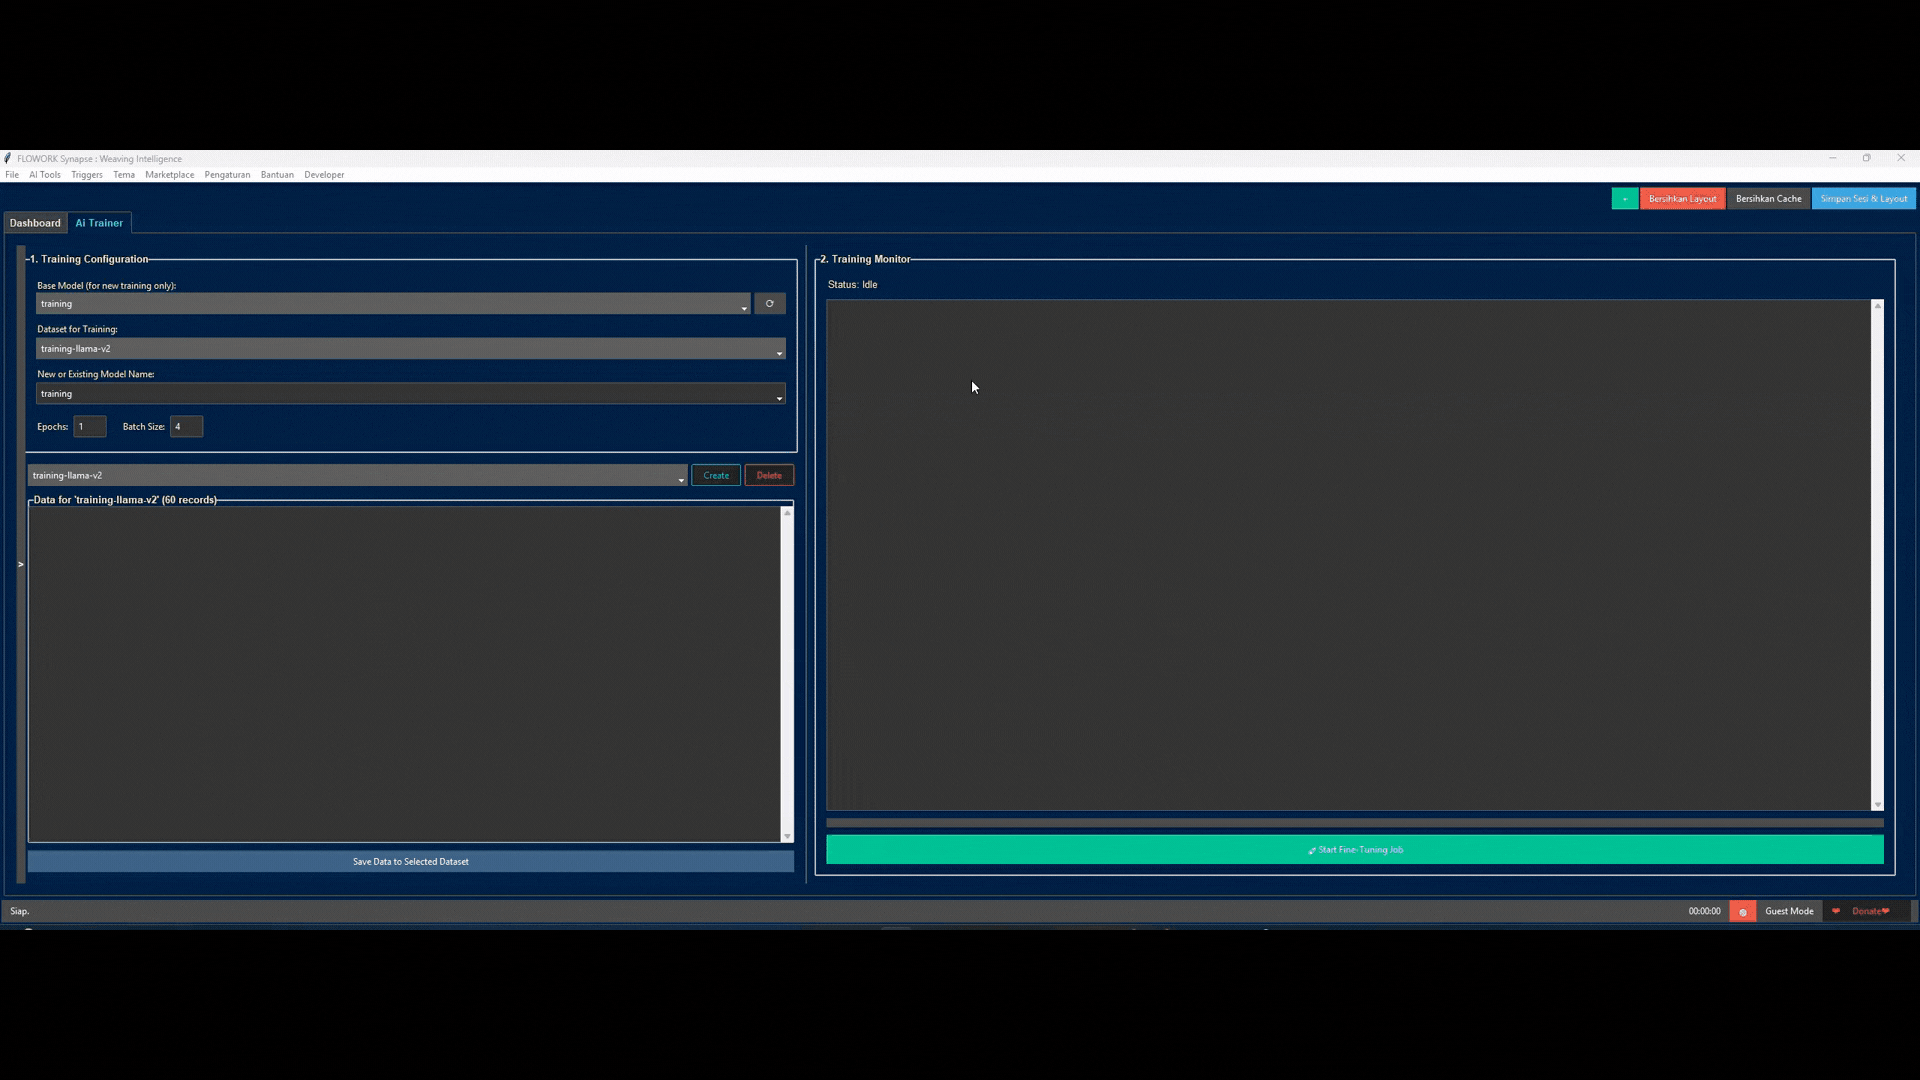 FLOWORK Synapse : Weaving Intelligence
File AI Tools Triggers Tema Marketplace Pengaturan Bantuan Developer
Bersihkan Layout Bersihkan Cache Simpan Sesi & Layout
Dashboard Ai Trainer
1. Training Configuration
Base Model (for new training only):
training
Dataset for Training:
training-llama-v2
New or Existing Model Name:
training
Epochs: 1 Batch Size: 4
training-llama-v2 Create Delete
Data for 'training-llama-v2' (60 records)
>
Save Data to Selected Dataset
2. Training Monitor
Status: Idle
Start Fine-Tuning Job
Siap. 00:00:00 Guest Mode ❤ Donate❤